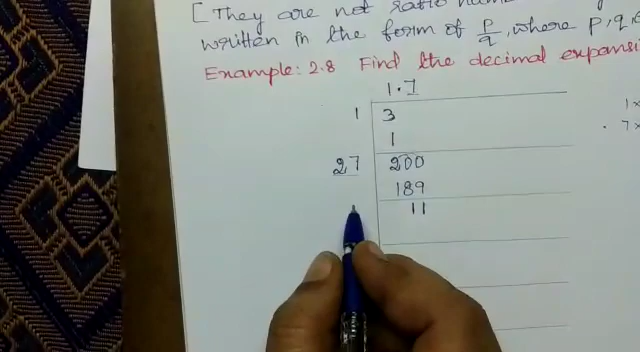 [They are not
written in the form of p/q, where p, q,
Example: 2.8 Find the decimal
1.7
1 3
1
27 200
189
11